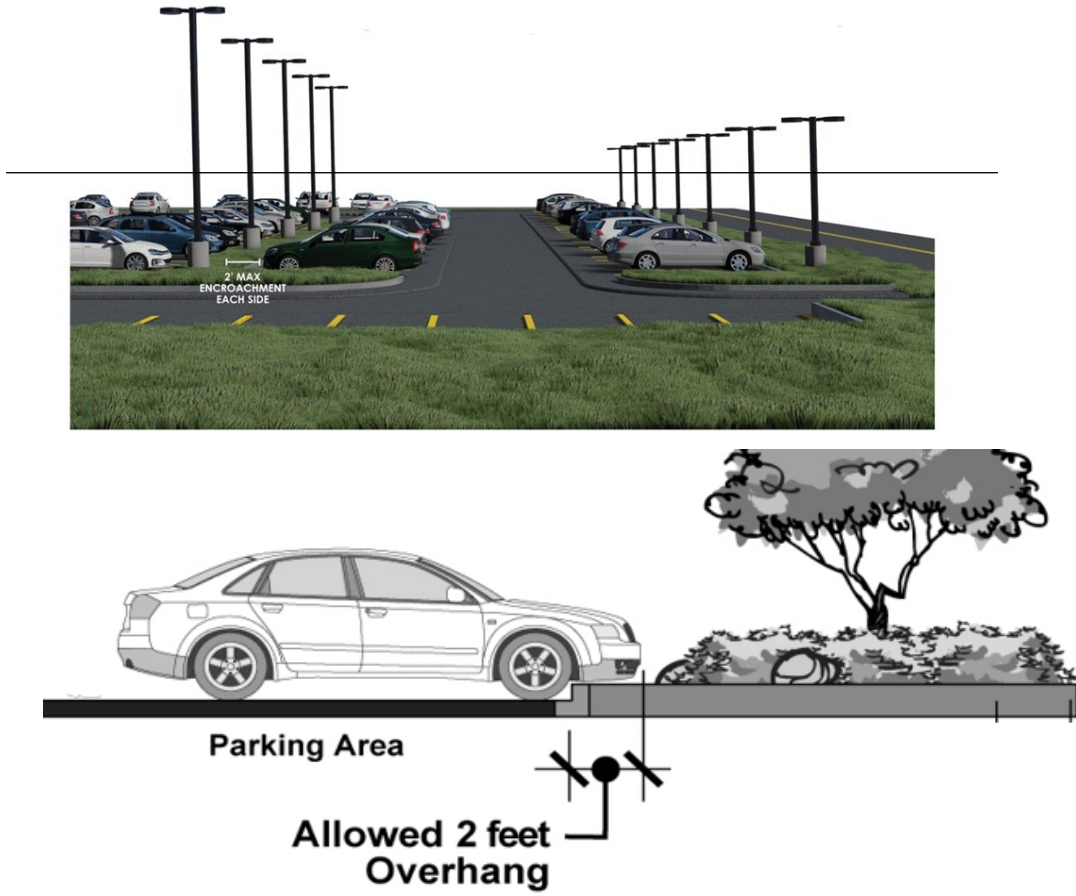 2' MAX
ENCROACHMENT
EACH SIDE
Parking Area
Allowed 2 feet
Overhang